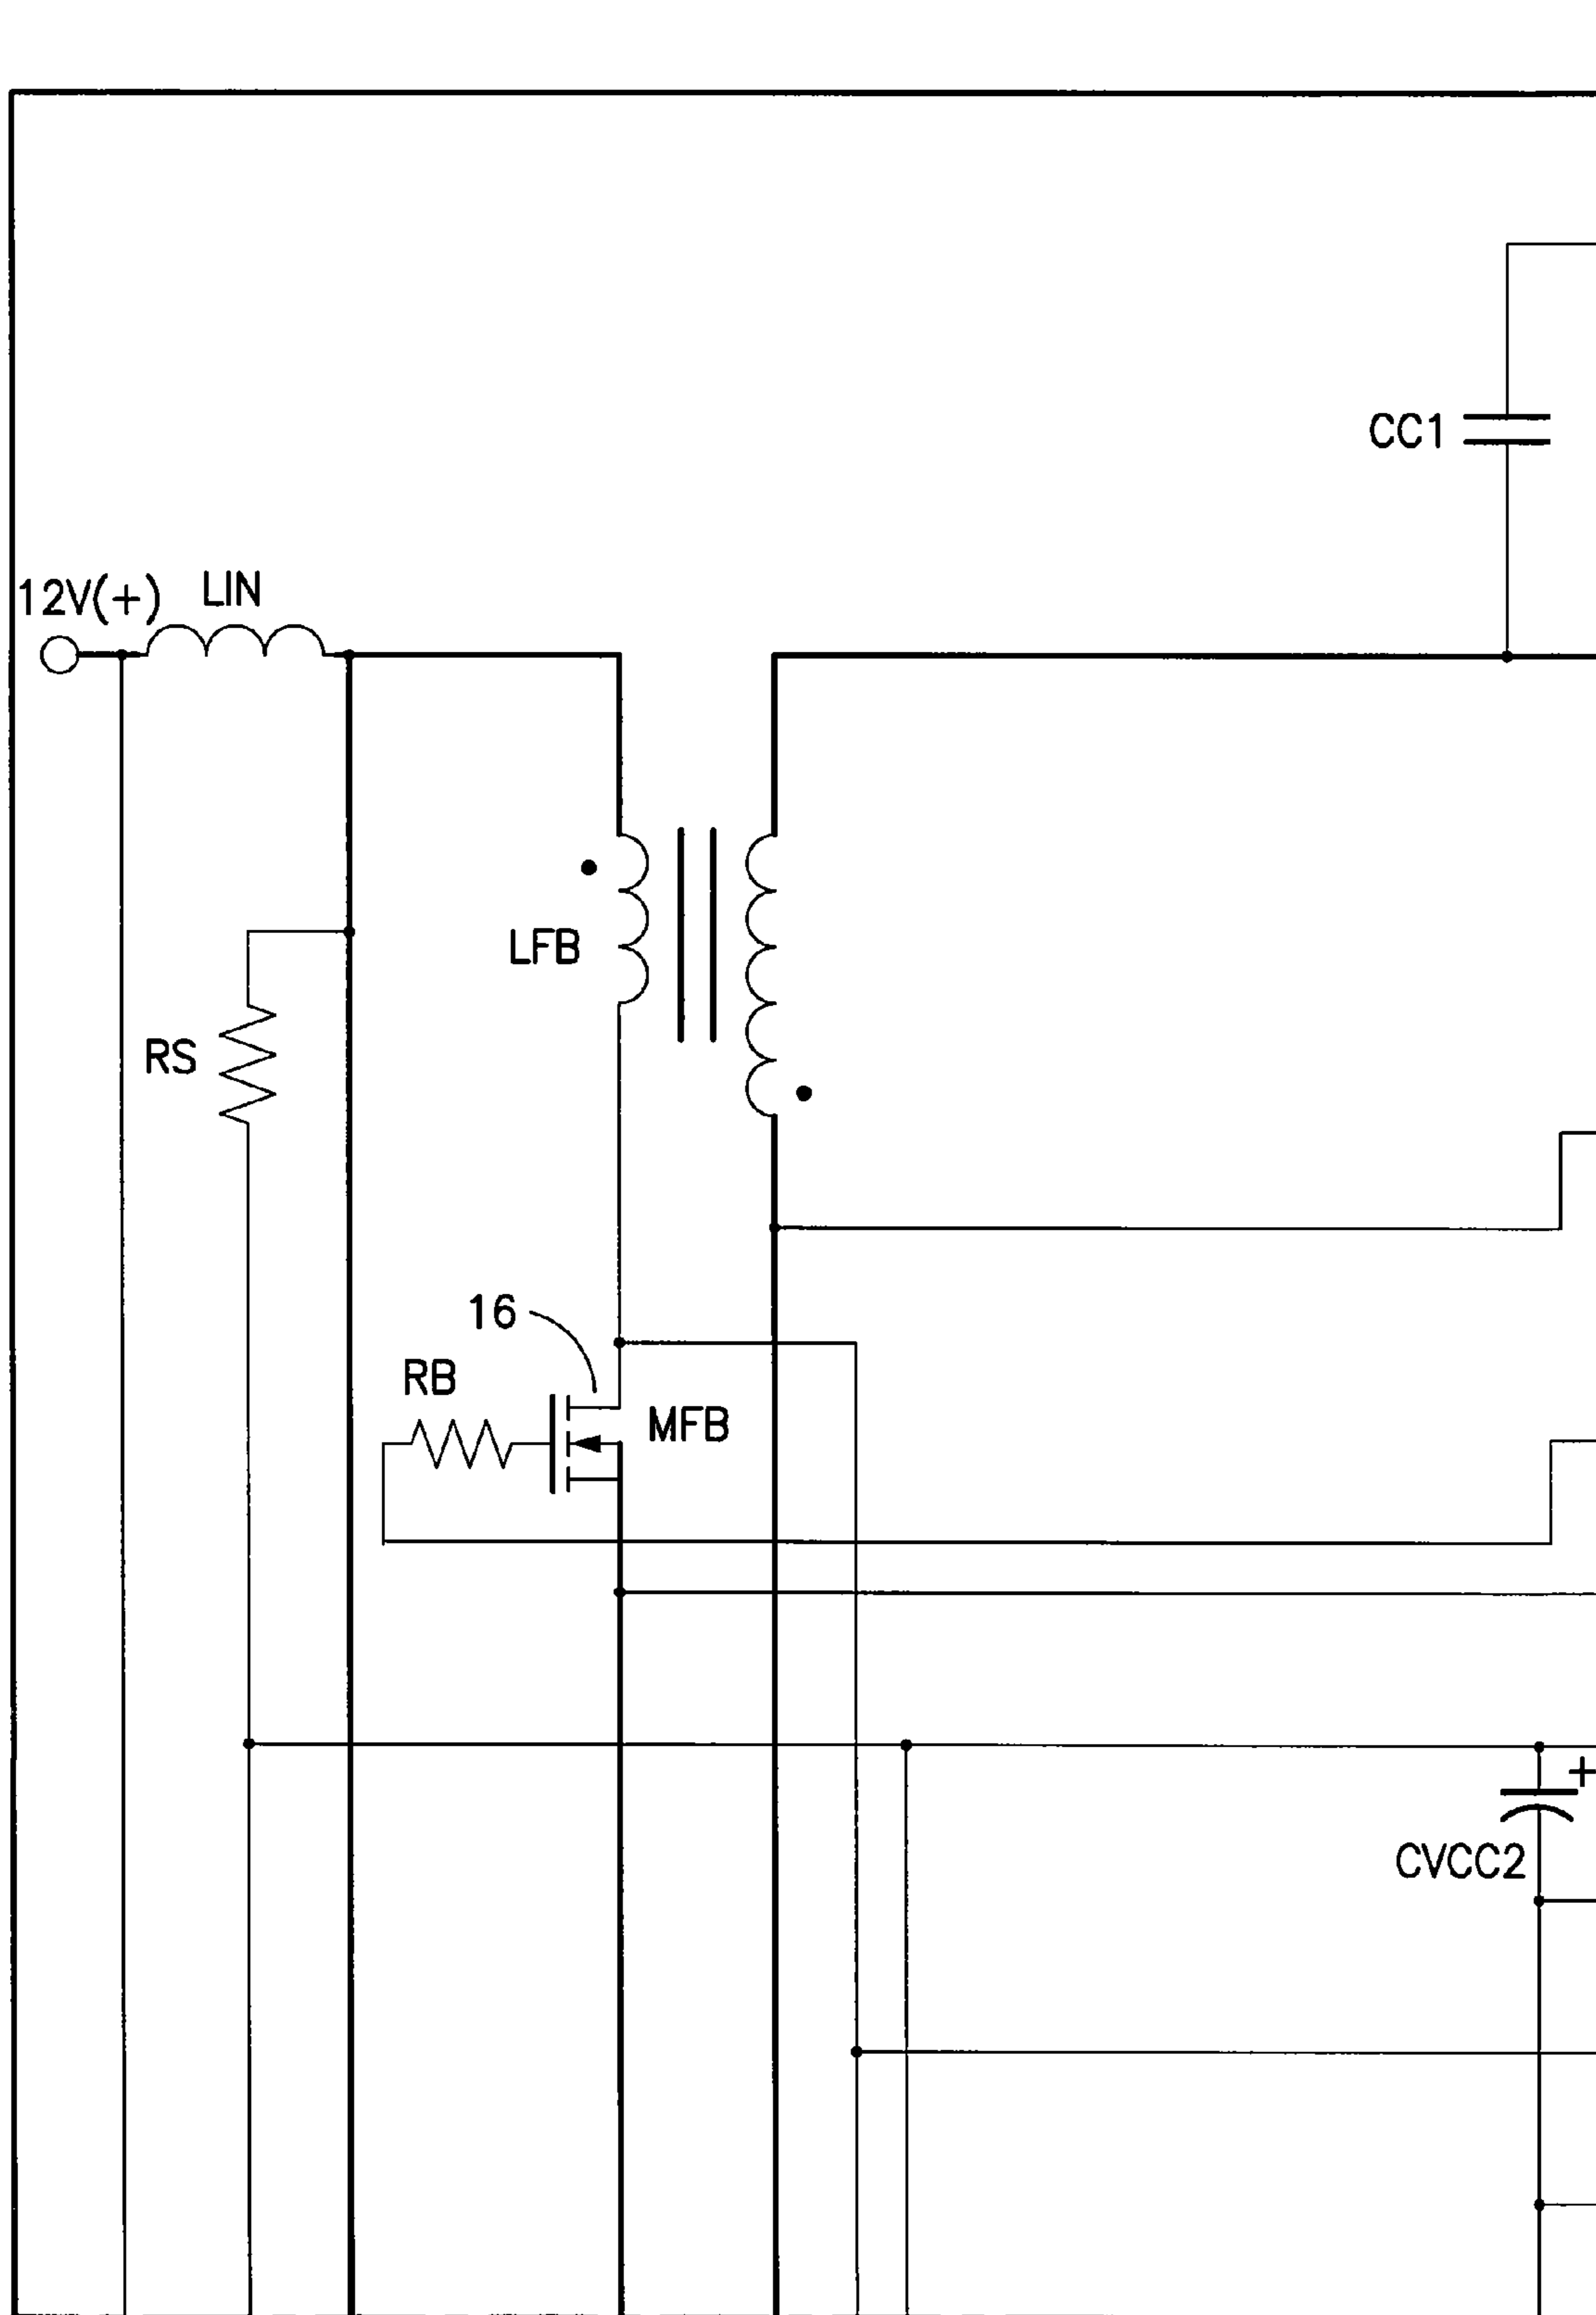 CC1
12V(+)
LIN
LFB
RS
16
RB
MFB
+
CVCC2